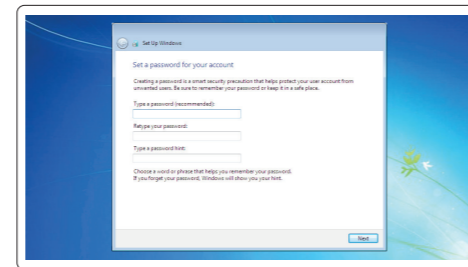 Set Up Windows
Set a password for your account
Creating a password is a smart security precaution that helps protect your user account from
unwanted users. Be sure to remember your password or keep it in a safe place.
Type a password (recommended):
Retype your password:
Type a password hint:
Choose a word or phrase that helps you remember your password.
If you forget your password, Windows will show you your hint.
Next